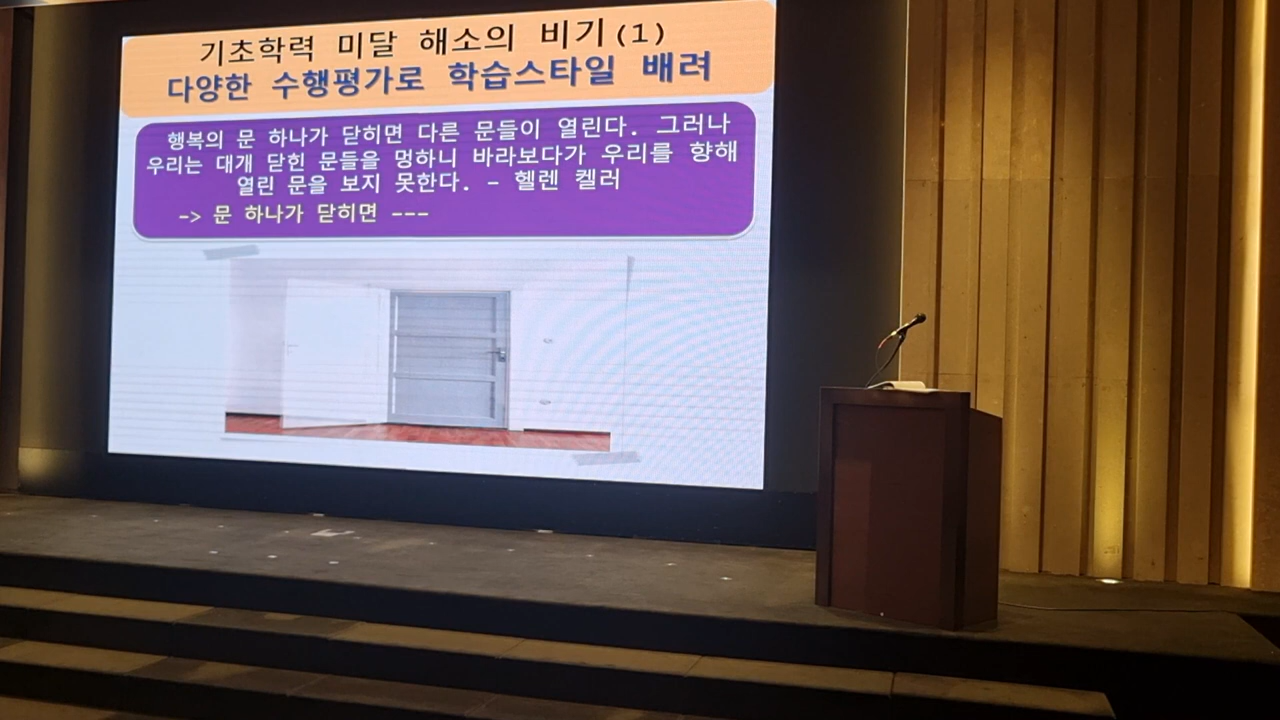 기초학력 미달 해소의 비기(1)
다양한 수행평가로 학습스타일 배려
행복의 문 하나가 닫히면 다른 문들이 열린다. 그러나
우리는 대개 닫힌 문들을 멍하니 바라보다가 우리를 향해
열린 문을 보지 못한다. - 헬렌 켈러
-> 문 하나가 닫히면 ---